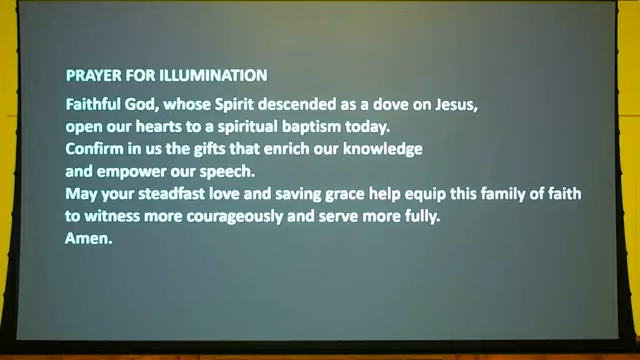 PRAYER FOR ILLUMINATION
Faithful God, whose Spirit descended as a dove on Jesus,
open our hearts to a spiritual baptism today.
Confirm in us the gifts that enrich our knowledge
and empower our speech.
May your steadfast love and saving grace help equip this family of faith
to witness more courageously and serve more fully.
Amen.